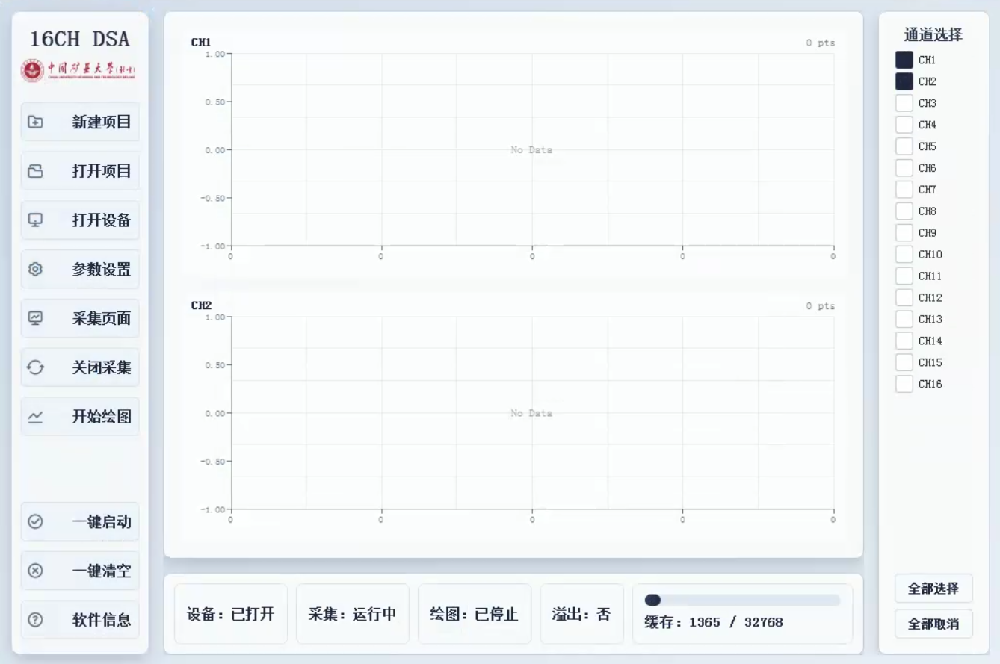 16CH DSA
中国矿业大学(北京)
CHINA UNIVERSITY OF MINING AND TECHNOLOGY-BEIJING
新建项目
打开项目
打开设备
参数设置
采集页面
关闭采集
开始绘图
一键启动
一键清空
软件信息
CH1
0 pts
1.00
0.50
0.00
-0.50
-1.00
No Data
0 0 0 0 0
CH2
0 pts
1.00
0.50
0.00
-0.50
-1.00
No Data
0 0 0 0 0
设备: 已打开
采集: 运行中
绘图: 已停止
溢出: 否
缓存: 1365 / 32768
通道选择
CH1
CH2
CH3
CH4
CH5
CH6
CH7
CH8
CH9
CH10
CH11
CH12
CH13
CH14
CH15
CH16
全部选择
全部取消